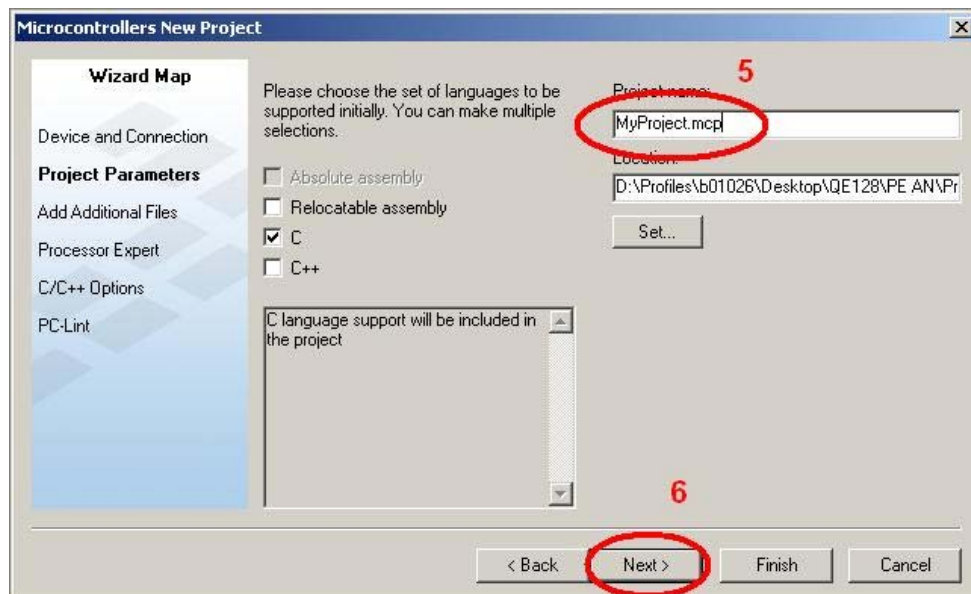 Microcontrollers New Project
Wizard Map
Device and Connection
Project Parameters
Add Additional Files
Processor Expert
C/C++ Options
PC-Lint
Please choose the set of languages to be
supported initially. You can make multiple
selections.
Absolute assembly
Relocatable assembly
C
C++
C language support will be included in
the project
5
Project name:
MyProject.mcp
Location:
D:\Profiles\b01026\Desktop\QE128\PE AN\Pr
Set...
6
< Back
Next >
Finish
Cancel